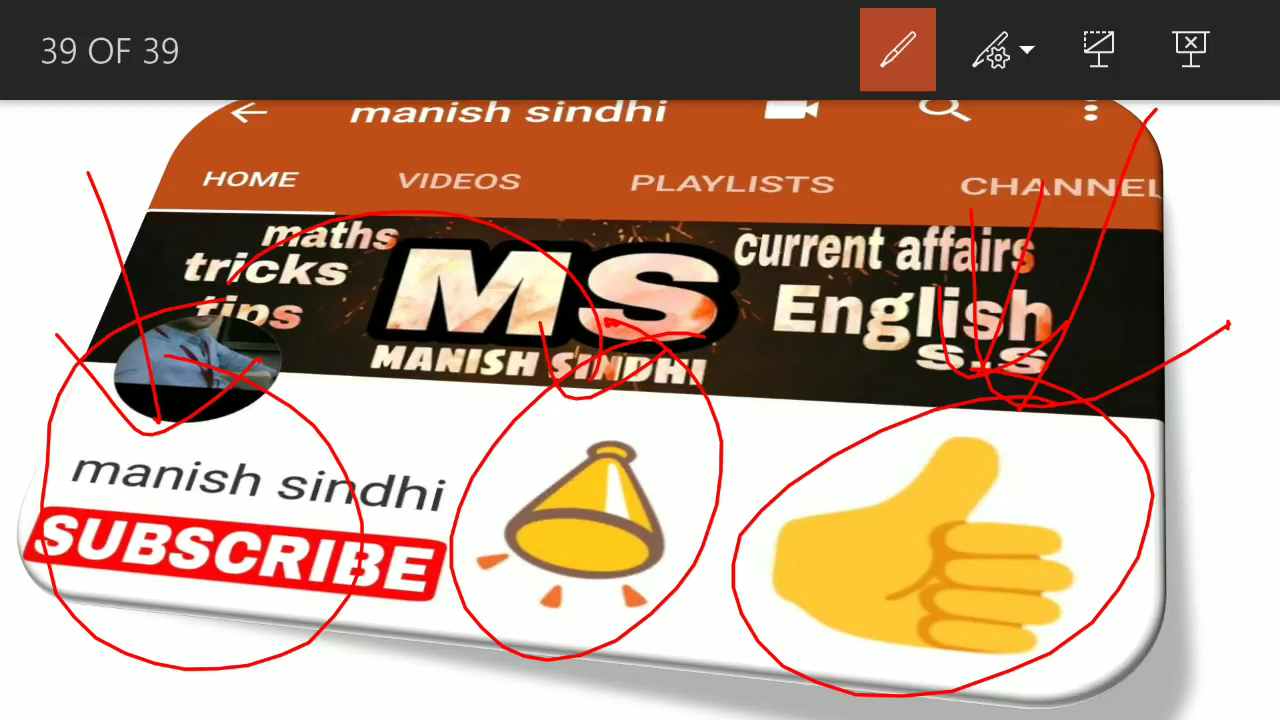 39 OF 39
manish sindhi
HOME VIDEOS PLAYLISTS CHANNEL
maths
tricks
tips
MS
MANISH SINDHI
current affairs
English
S.S
manish sindhi
SUBSCRIBE